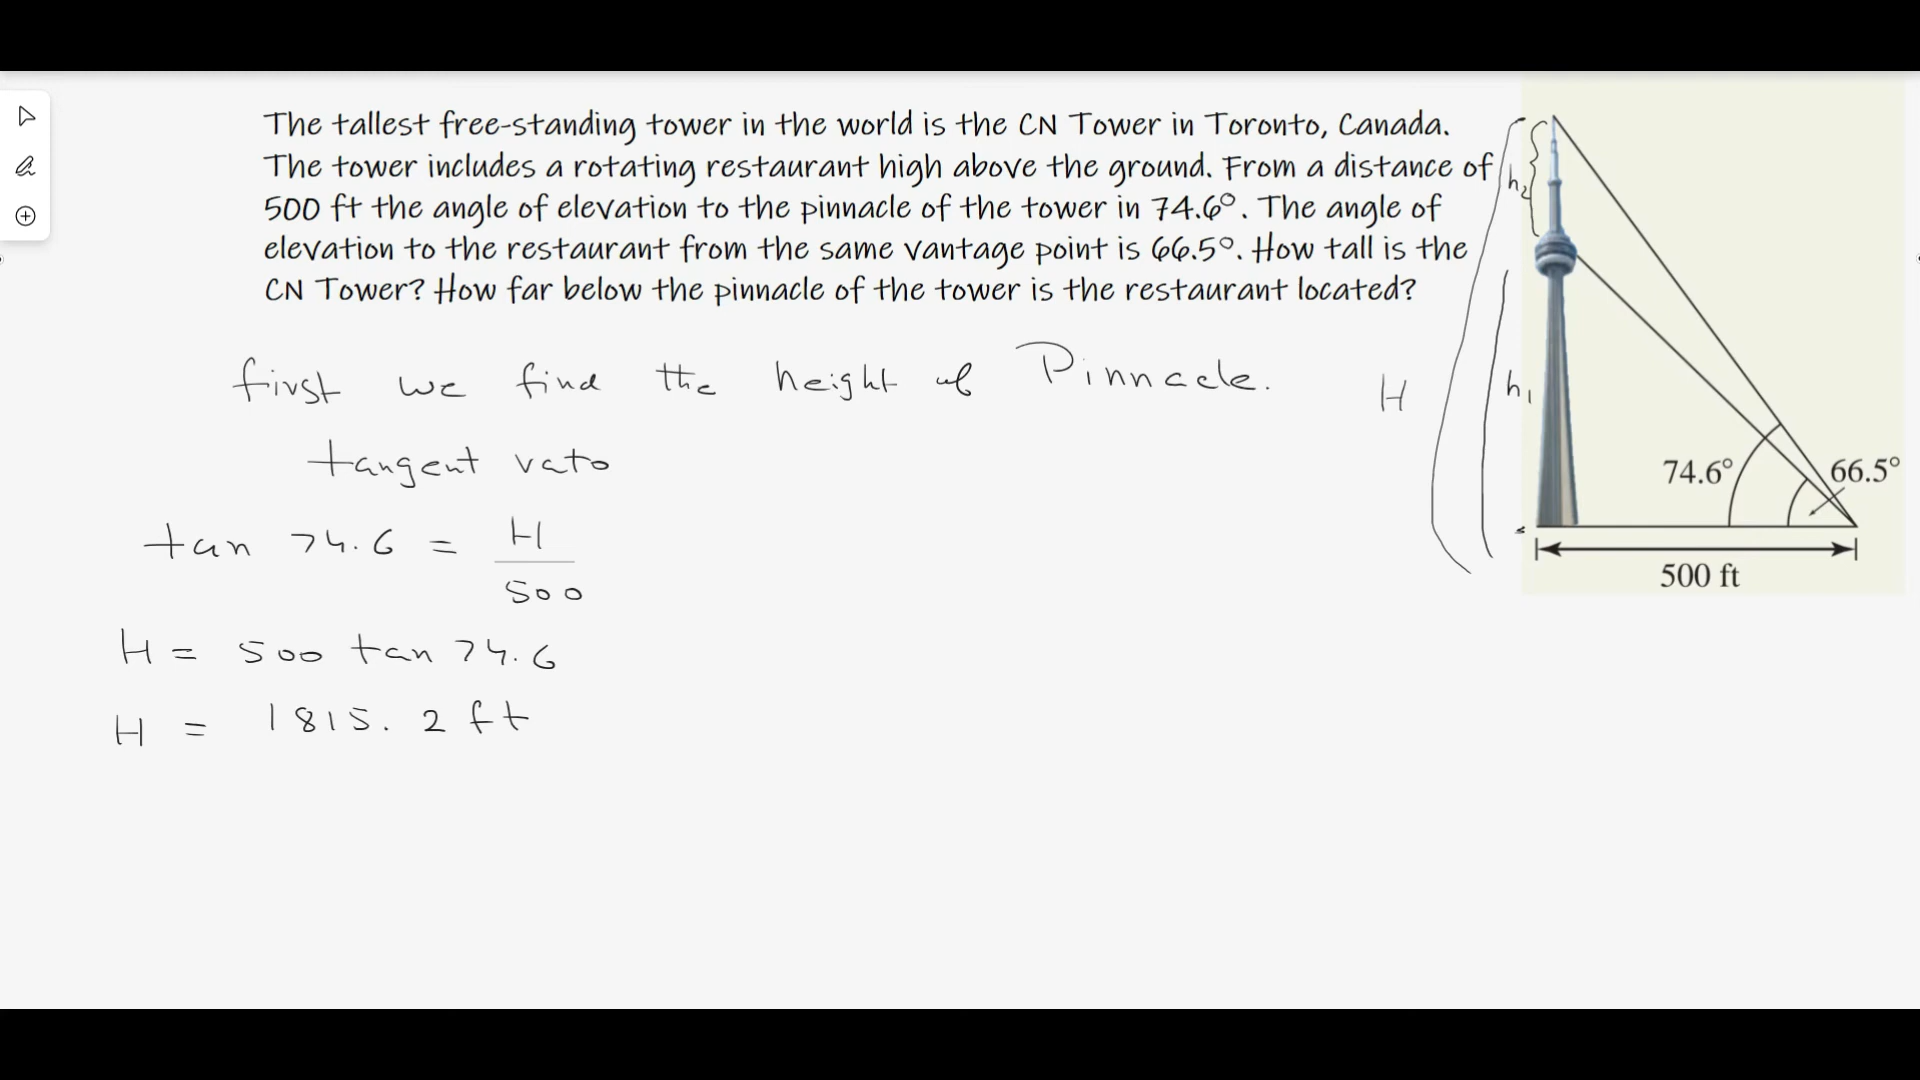 The tallest free-standing tower in the world is the CN Tower in Toronto, Canada.
The tower includes a rotating restaurant high above the ground. From a distance of
500 ft the angle of elevation to the pinnacle of the tower in 74.6°. The angle of
elevation to the restaurant from the same vantage point is 66.5°. How tall is the
CN Tower? How far below the pinnacle of the tower is the restaurant located?
h2
h1
H
74.6°
66.5°
500 ft
first we find the height of Pinnacle.
tangent rato
tan 74.6 = H
500
H = 500 tan 74.6
H = 1815.2 ft